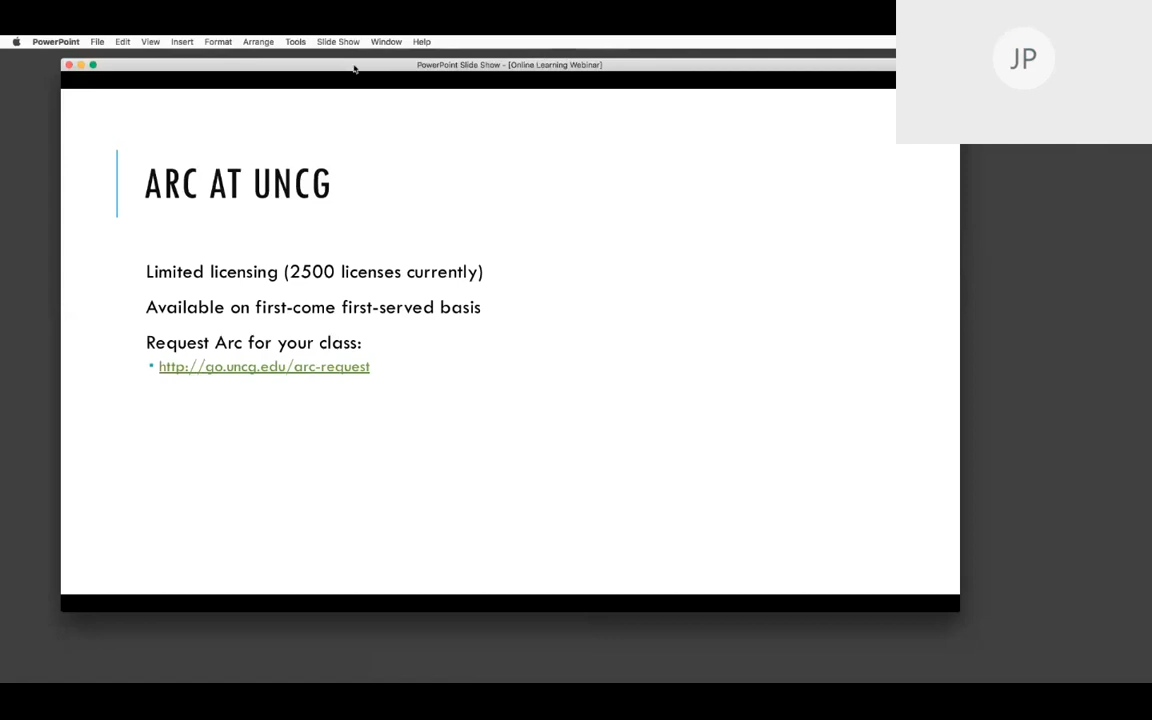 PowerPoint File Edit View Insert Format Arrange Tools Slide Show Window Help
PowerPoint Slide Show - [Online Learning Webinar]
JP
ARC AT UNCG
Limited licensing (2500 licenses currently)
Available on first-come first-served basis
Request Arc for your class:
• http://go.uncg.edu/arc-request